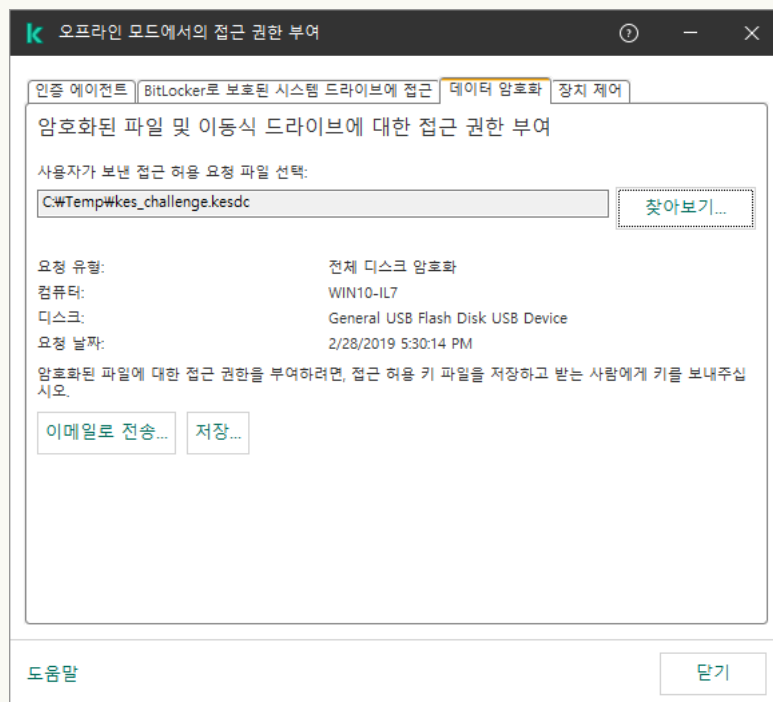 오프라인 모드에서의 접근 권한 부여
인증 에이전트 BitLocker로 보호된 시스템 드라이브에 접근 데이터 암호화 장치 제어
암호화된 파일 및 이동식 드라이브에 대한 접근 권한 부여
사용자가 보낸 접근 허용 요청 파일 선택:
C:₩Temp₩kes_challenge.kesdc 찾아보기...
요청 유형: 전체 디스크 암호화
컴퓨터: WIN10-IL7
디스크: General USB Flash Disk USB Device
요청 날짜: 2/28/2019 5:30:14 PM
암호화된 파일에 대한 접근 권한을 부여하려면, 접근 허용 키 파일을 저장하고 받는 사람에게 키를 보내주십
시오.
이메일로 전송... 저장...
도움말 닫기